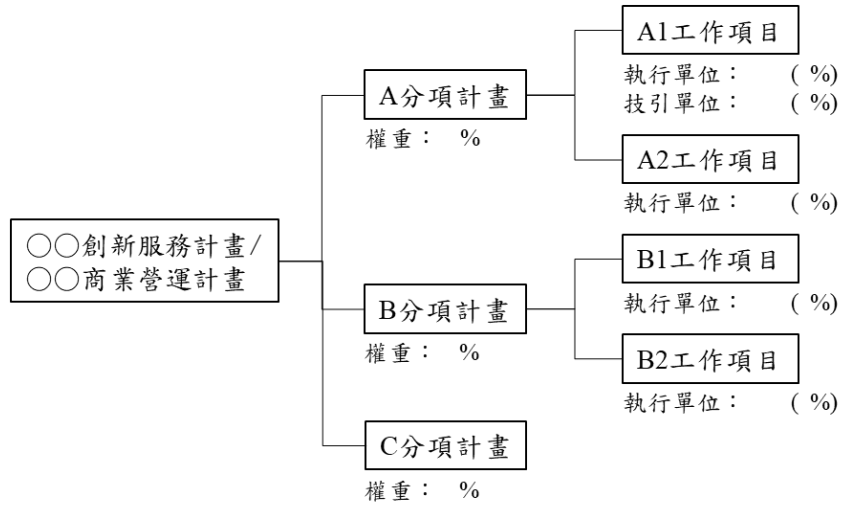 ○○創新服務計畫/
○○商業營運計畫
A分項計畫
權重： %
A1工作項目
執行單位： ( %)
技引單位： ( %)
A2工作項目
執行單位： ( %)
B分項計畫
權重： %
B1工作項目
執行單位： ( %)
B2工作項目
執行單位： ( %)
C分項計畫
權重： %